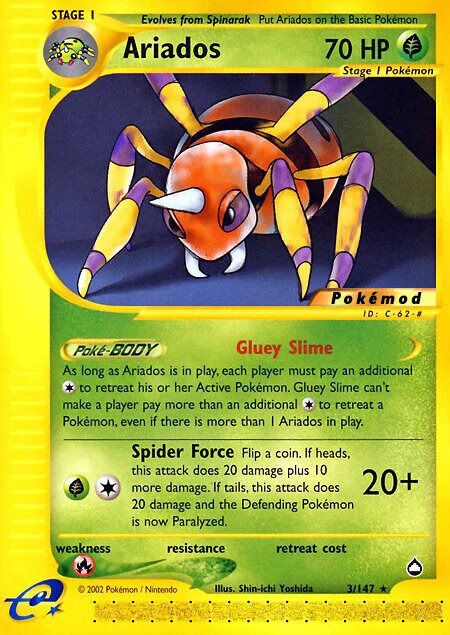 STAGE 1
Evolves from Spinarak Put Ariados on the Basic Pokémon
Ariados 70 HP
Stage 1 Pokémon
Pokémod
ID: C-62-#
Poké-BODY Gluey Slime
As long as Ariados is in play, each player must pay an additional
to retreat his or her Active Pokémon. Gluey Slime can't
make a player pay more than an additional to retreat a
Pokémon, even if there is more than 1 Ariados in play.
Spider Force Flip a coin. If heads,
this attack does 20 damage plus 10
more damage. If tails, this attack does
20 damage and the Defending Pokémon
is now Paralyzed.
20+
weakness resistance retreat cost
© 2002 Pokémon / Nintendo Illus. Shin-ichi Yoshida 3/147 ★
e